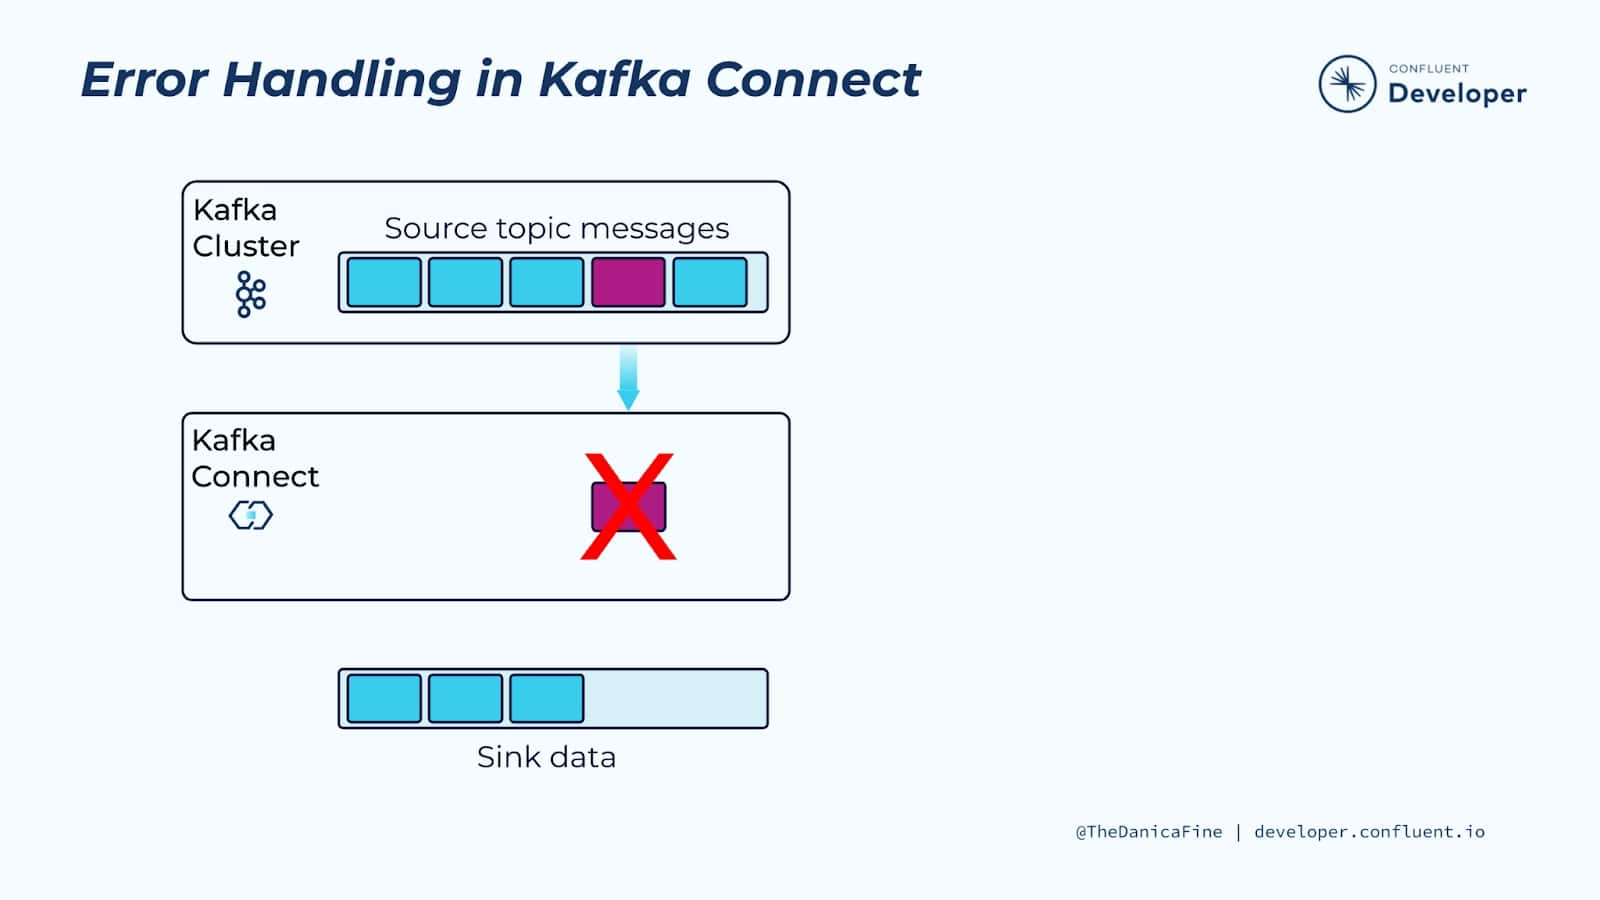 Error Handling in Kafka Connect
CONFLUENT
Developer
Kafka
Cluster
Source topic messages
Kafka
Connect
X
Sink data
@TheDanicaFine | developer.confluent.io